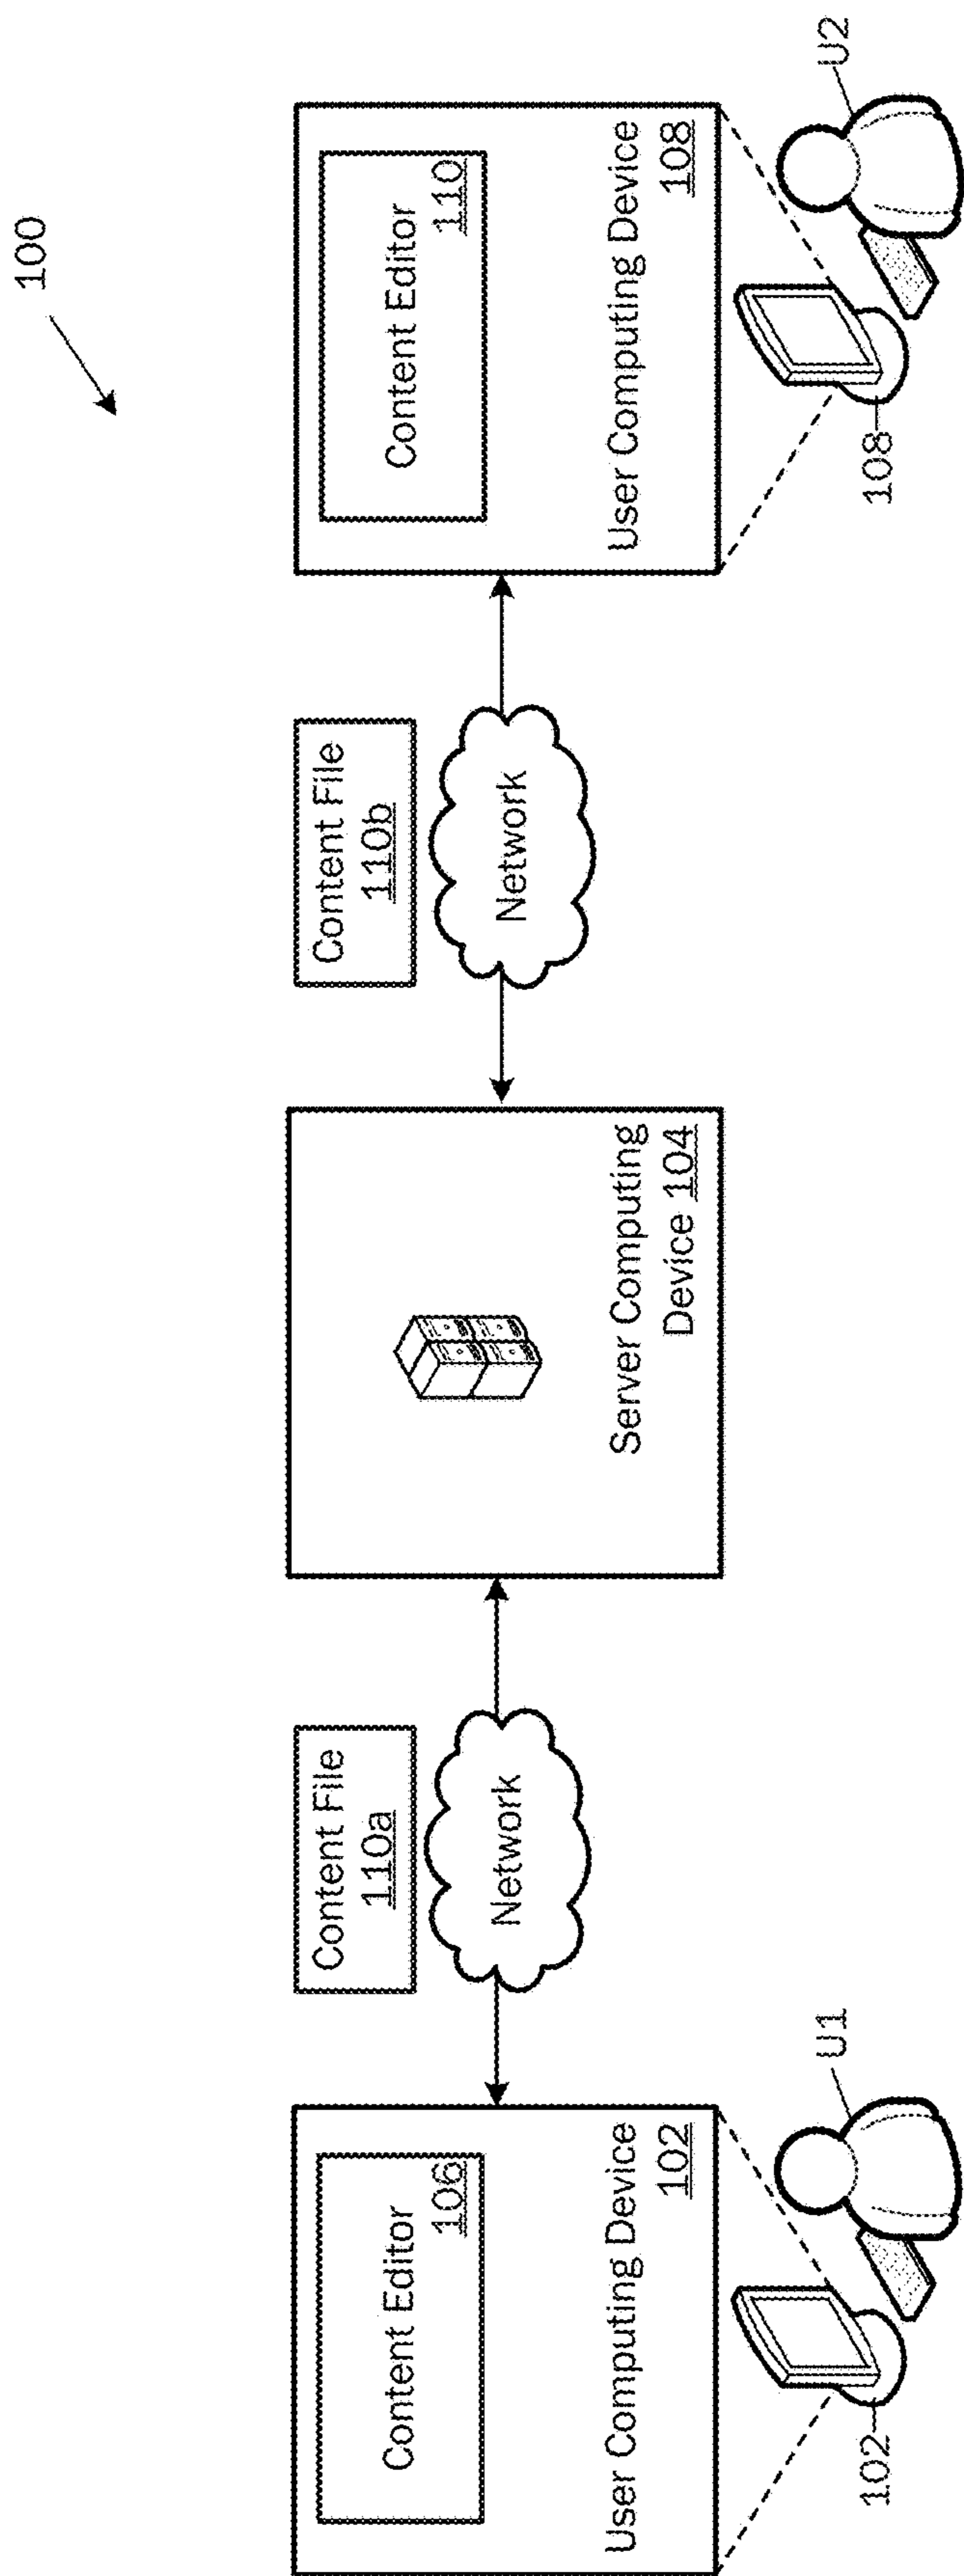 100
Content File
110a
Content File
110b
Content Editor
106
Network
Network
Content Editor
110
User Computing Device
102
Server Computing
Device 104
User Computing Device
108
U1
U2
102
108